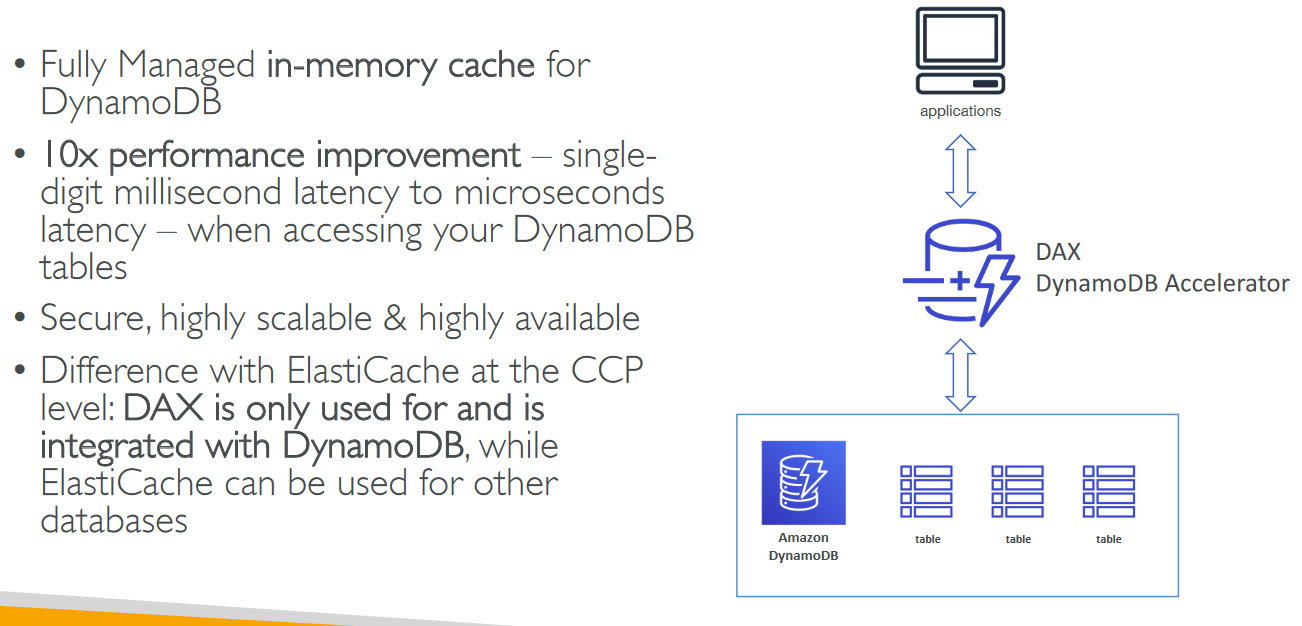 • Fully Managed in-memory cache for
DynamoDB
• 10x performance improvement – single-
digit millisecond latency to microseconds
latency – when accessing your DynamoDB
tables
• Secure, highly scalable & highly available
• Difference with ElastiCache at the CCP
level: DAX is only used for and is
integrated with DynamoDB, while
ElastiCache can be used for other
databases
applications
DAX
DynamoDB Accelerator
Amazon
DynamoDB
table
table
table